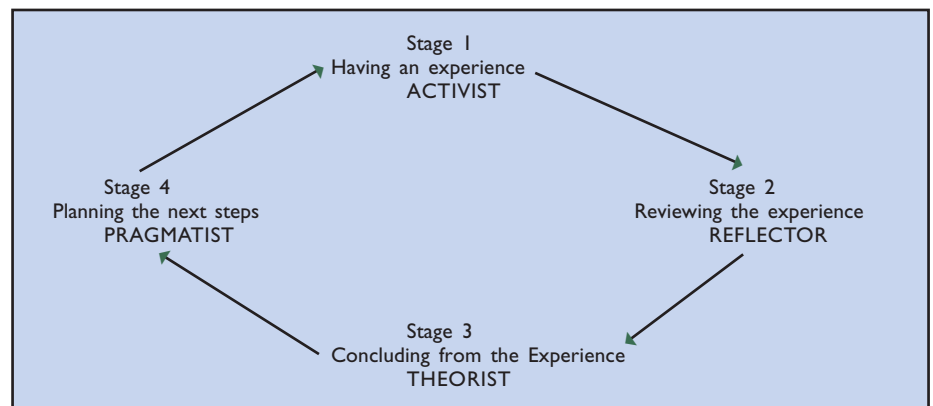 Stage 1
Having an experience
ACTIVIST
Stage 2
Reviewing the experience
REFLECTOR
Stage 3
Concluding from the Experience
THEORIST
Stage 4
Planning the next steps
PRAGMATIST